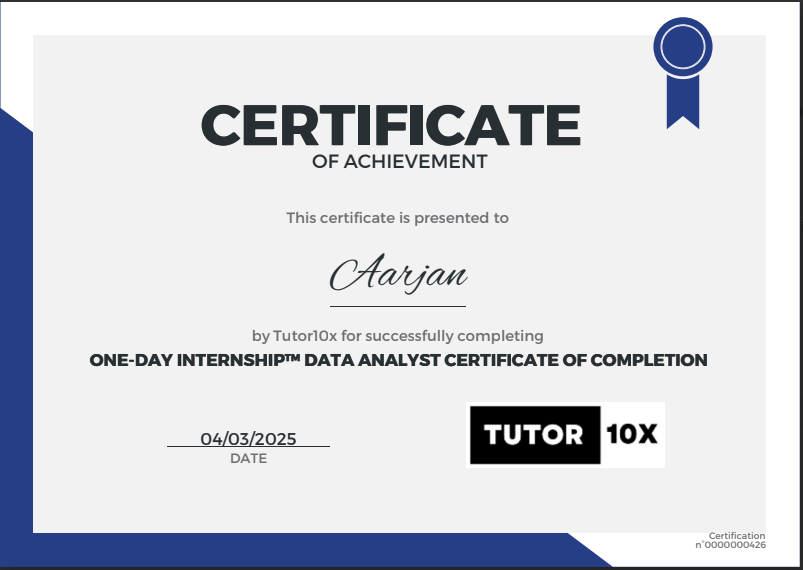 CERTIFICATE
OF ACHIEVEMENT
This certificate is presented to
Aarjan
by Tutor10x for successfully completing
ONE-DAY INTERNSHIP™ DATA ANALYST CERTIFICATE OF COMPLETION
04/03/2025
DATE
TUTOR 10X
Certification
n°0000000426